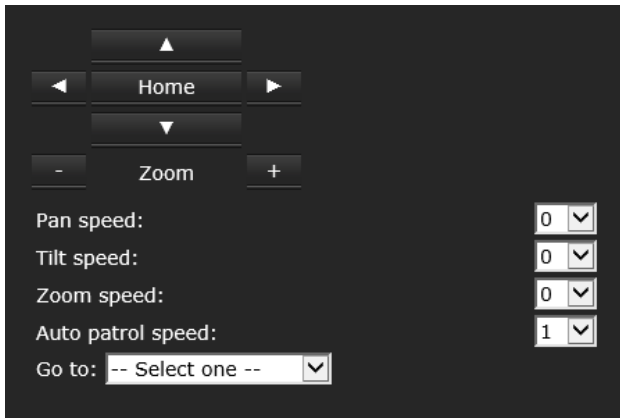 ▲
◄ Home ►
▼
- Zoom +
Pan speed: 0
Tilt speed: 0
Zoom speed: 0
Auto patrol speed: 1
Go to: -- Select one --